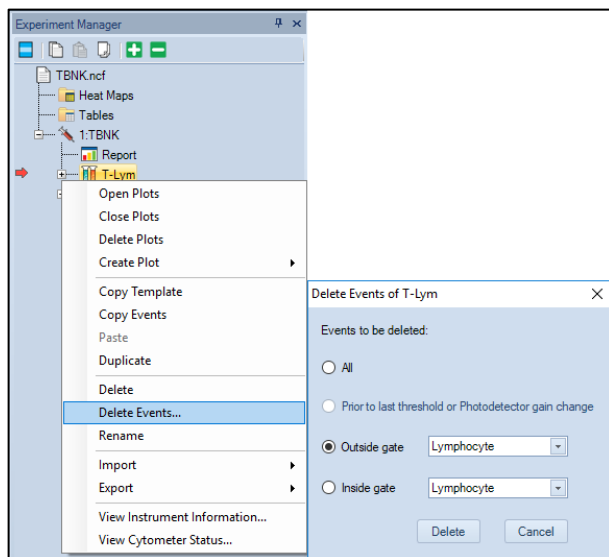 Experiment Manager
TBNK.ncf
Heat Maps
Tables
1:TBNK
Report
T-Lym
Open Plots
Close Plots
Delete Plots
Create Plot
Copy Template
Copy Events
Paste
Duplicate
Delete
Delete Events...
Rename
Import
Export
View Instrument Information...
View Cytometer Status...
Delete Events of T-Lym
Events to be deleted:
All
Prior to last threshold or Photodetector gain change
Outside gate Lymphocyte
Inside gate Lymphocyte
Delete Cancel